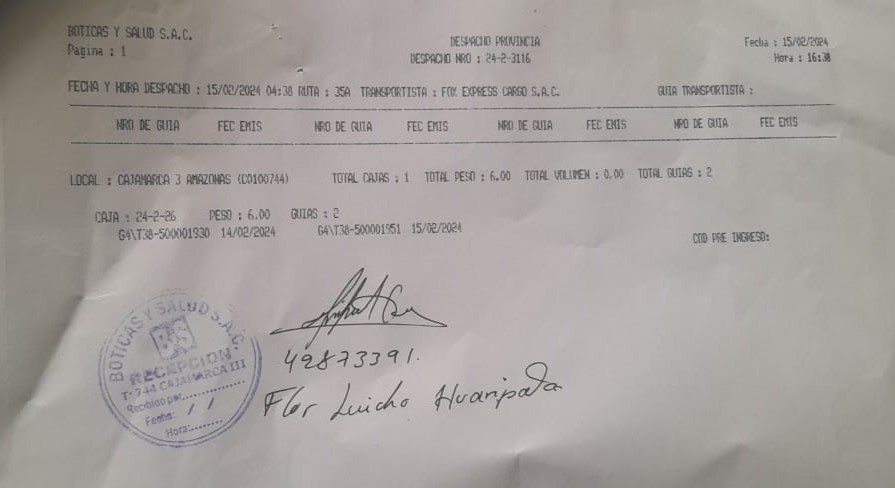 BOTICAS Y SALUD S.A.C.
Pagina : 1
DESPACHO PROVINCIA
DESPACHO NRO : 24-2-3116
Fecha : 15/02/2024
Hora : 16:38
FECHA Y HORA DESPACHO : 15/02/2024 04:38 RUTA : 35A TRANSPORTISTA : FOX EXPRESS CARGO S.A.C. GUIA TRANSPORTISTA :
NRO DE GUIA FEC EMIS NRO DE GUIA FEC EMIS NRO DE GUIA FEC EMIS NRO DE GUIA FEC EMIS
LOCAL : CAJAMARCA 3 AMAZONAS (C0100744) TOTAL CAJAS : 1 TOTAL PESO : 6.00 TOTAL VOLUMEN : 0.00 TOTAL GUIAS : 2
CAJA : 24-2-26 PESO : 6.00 GUIAS : 2
G4\T38-500001930 14/02/2024 G4\T38-500001951 15/02/2024
COD PRE INGRESO:
BOTICAS Y SALUD S.A.C.
RECEPCION
T-744 CAJAMARCA III
Recibido por:..............
Fecha: / /
Hora:........
42873391.
Flor Luicho